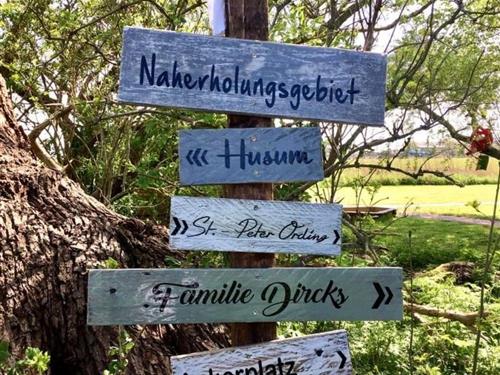 Naherholungsgebiet
« Husum
» St. - Peter Ording »
Familie Dircks »